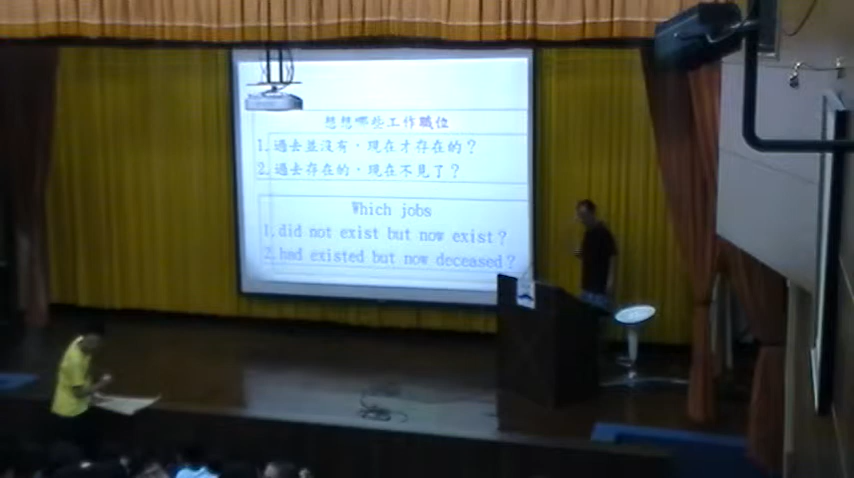 想想哪些工作職位
1.過去並沒有，現在才存在的？
2.過去存在的，現在不見了？
Which jobs
1.did not exist but now exist?
2.had existed but now deceased?